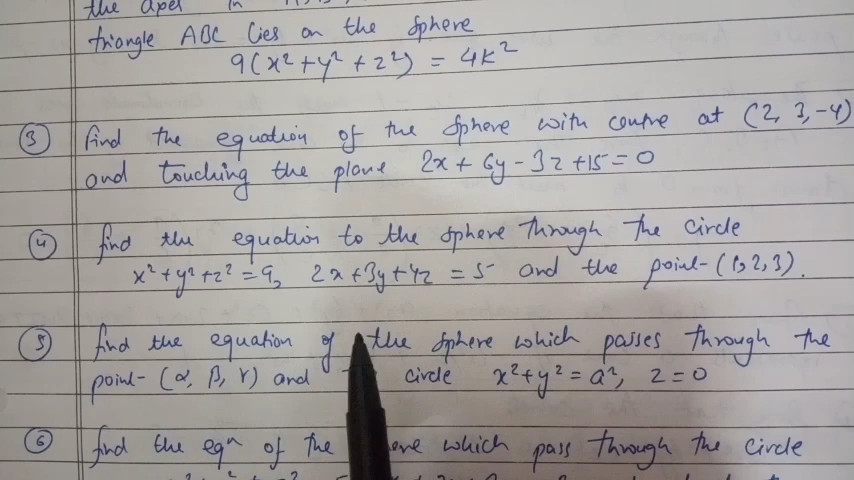 the apex in
triangle ABC lies on the sphere
9(x² + y² + z²) = 4k²
③ find the equation of the sphere with centre at (2, 3, -4)
and touching the plane 2x + 6y - 3z + 15 = 0
④ find the equation to the sphere through the circle
x² + y² + z² = 9, 2x + 3y + 4z = 5 and the point - (1, 2, 3).
⑤ find the equation of the sphere which passes through the
point - (α, β, γ) and circle x² + y² = a², z = 0
⑥ find the eqⁿ of the which pass through the circle